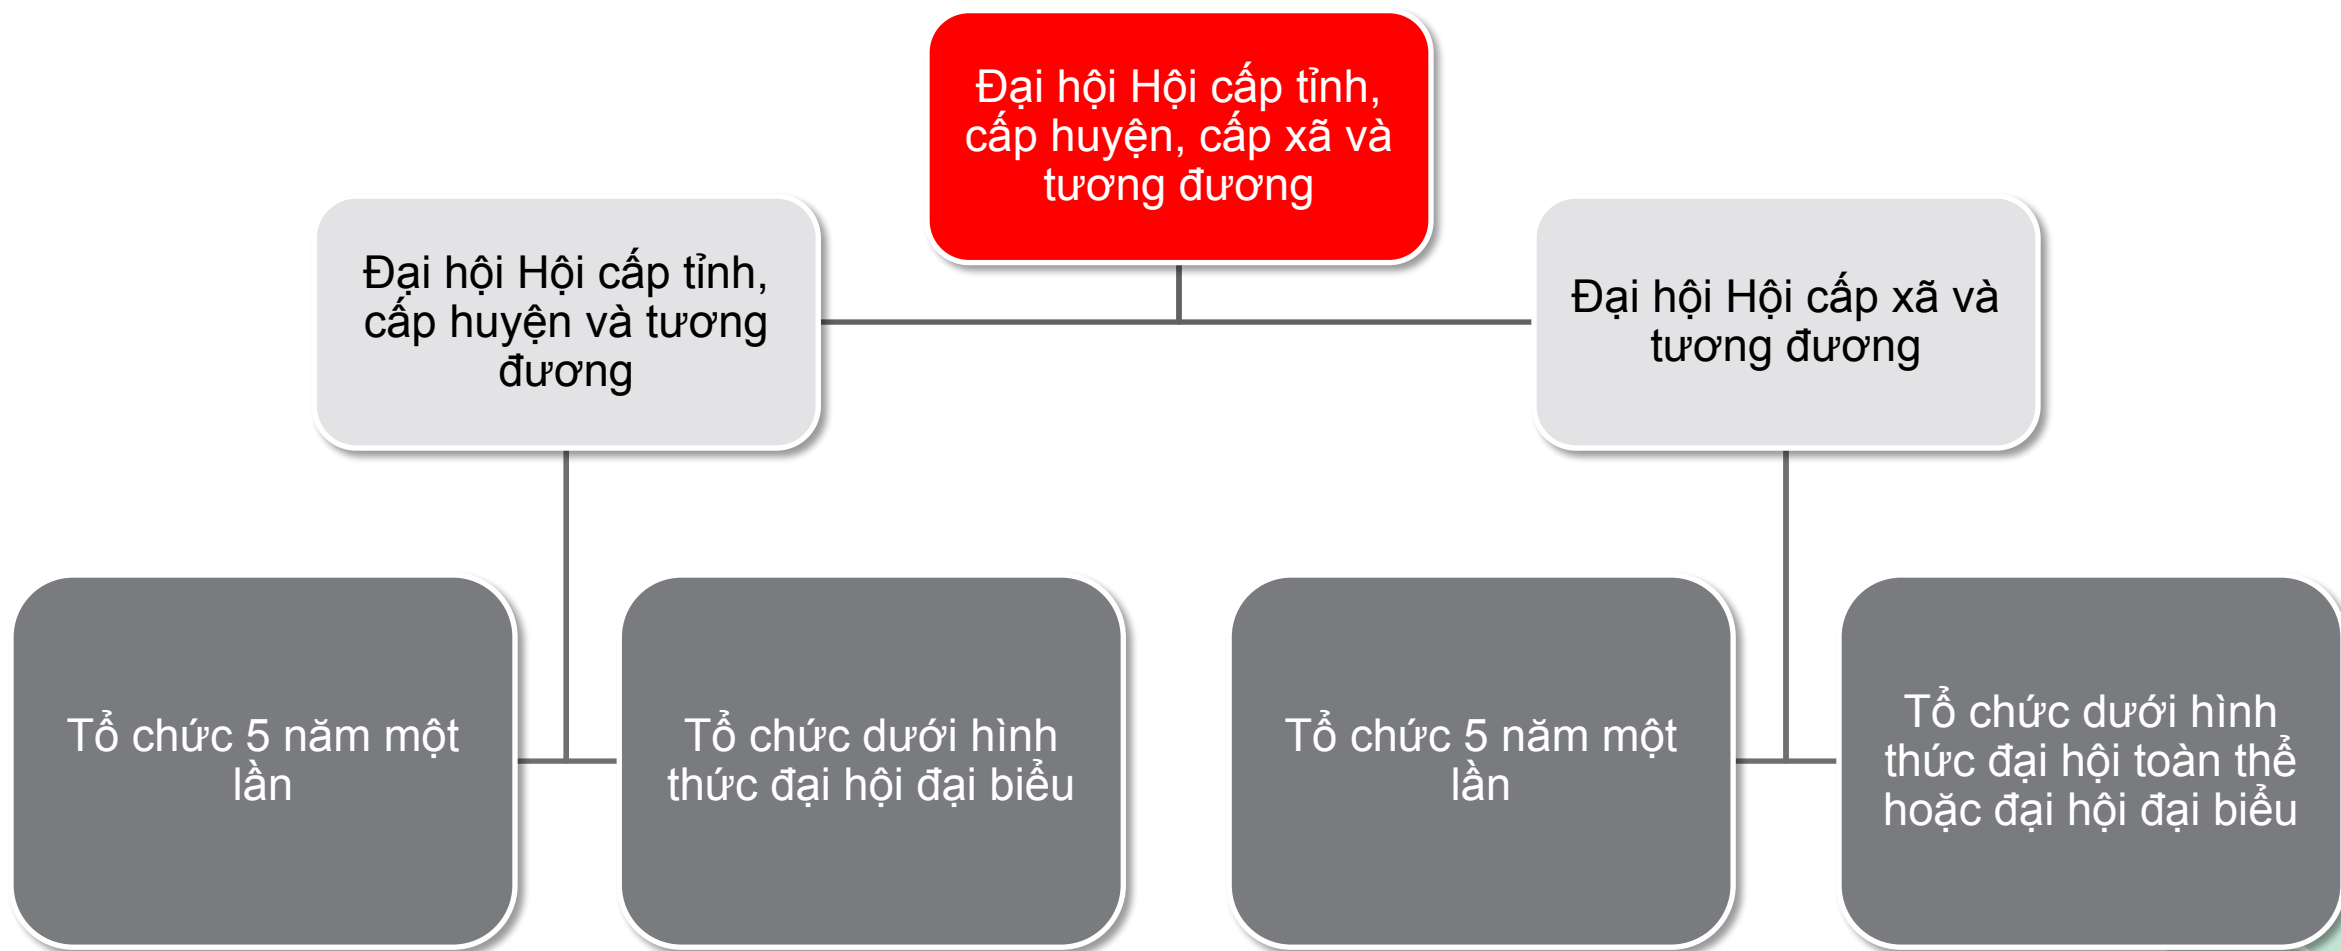 Đại hội Hội cấp tỉnh,
cấp huyện, cấp xã và
tương đương
Đại hội Hội cấp tỉnh,
cấp huyện và tương
đương
Đại hội Hội cấp xã và
tương đương
Tổ chức 5 năm một
lần
Tổ chức dưới hình
thức đại hội đại biểu
Tổ chức 5 năm một
lần
Tổ chức dưới hình
thức đại hội toàn thể
hoặc đại hội đại biểu